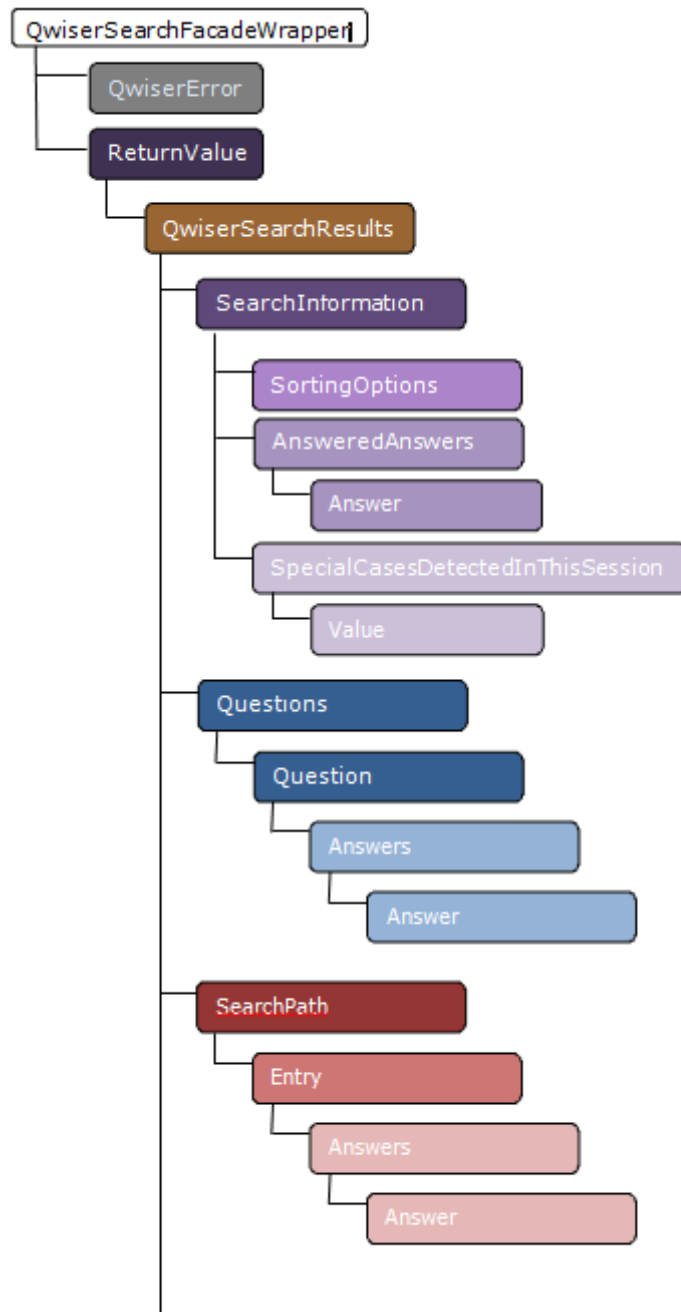 QwiserSearchFacadeWrapper
QwiserError
ReturnValue
QwiserSearchResults
SearchInformation
SortingOptions
AnsweredAnswers
Answer
SpecialCasesDetectedInThisSession
Value
Questions
Question
Answers
Answer
SearchPath
Entry
Answers
Answer